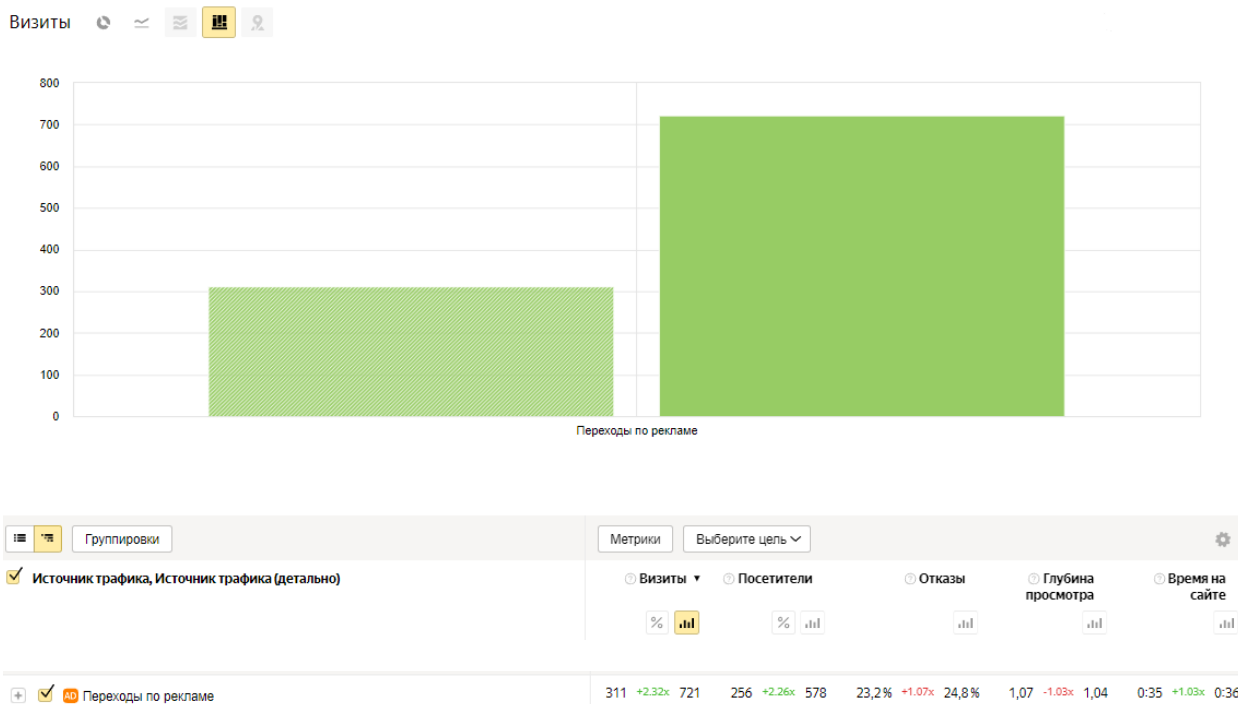 Визиты
800
700
600
500
400
300
200
100
0
Переходы по рекламе
Группировки Метрики Выберите цель
Источник трафика, Источник трафика (детально) Визиты ▼ Посетители Отказы Глубина просмотра Время на сайте
% %
AD Переходы по рекламе 311 +2.32x 721 256 +2.26x 578 23,2% +1.07x 24,8% 1,07 -1.03x 1,04 0:35 +1.03x 0:36